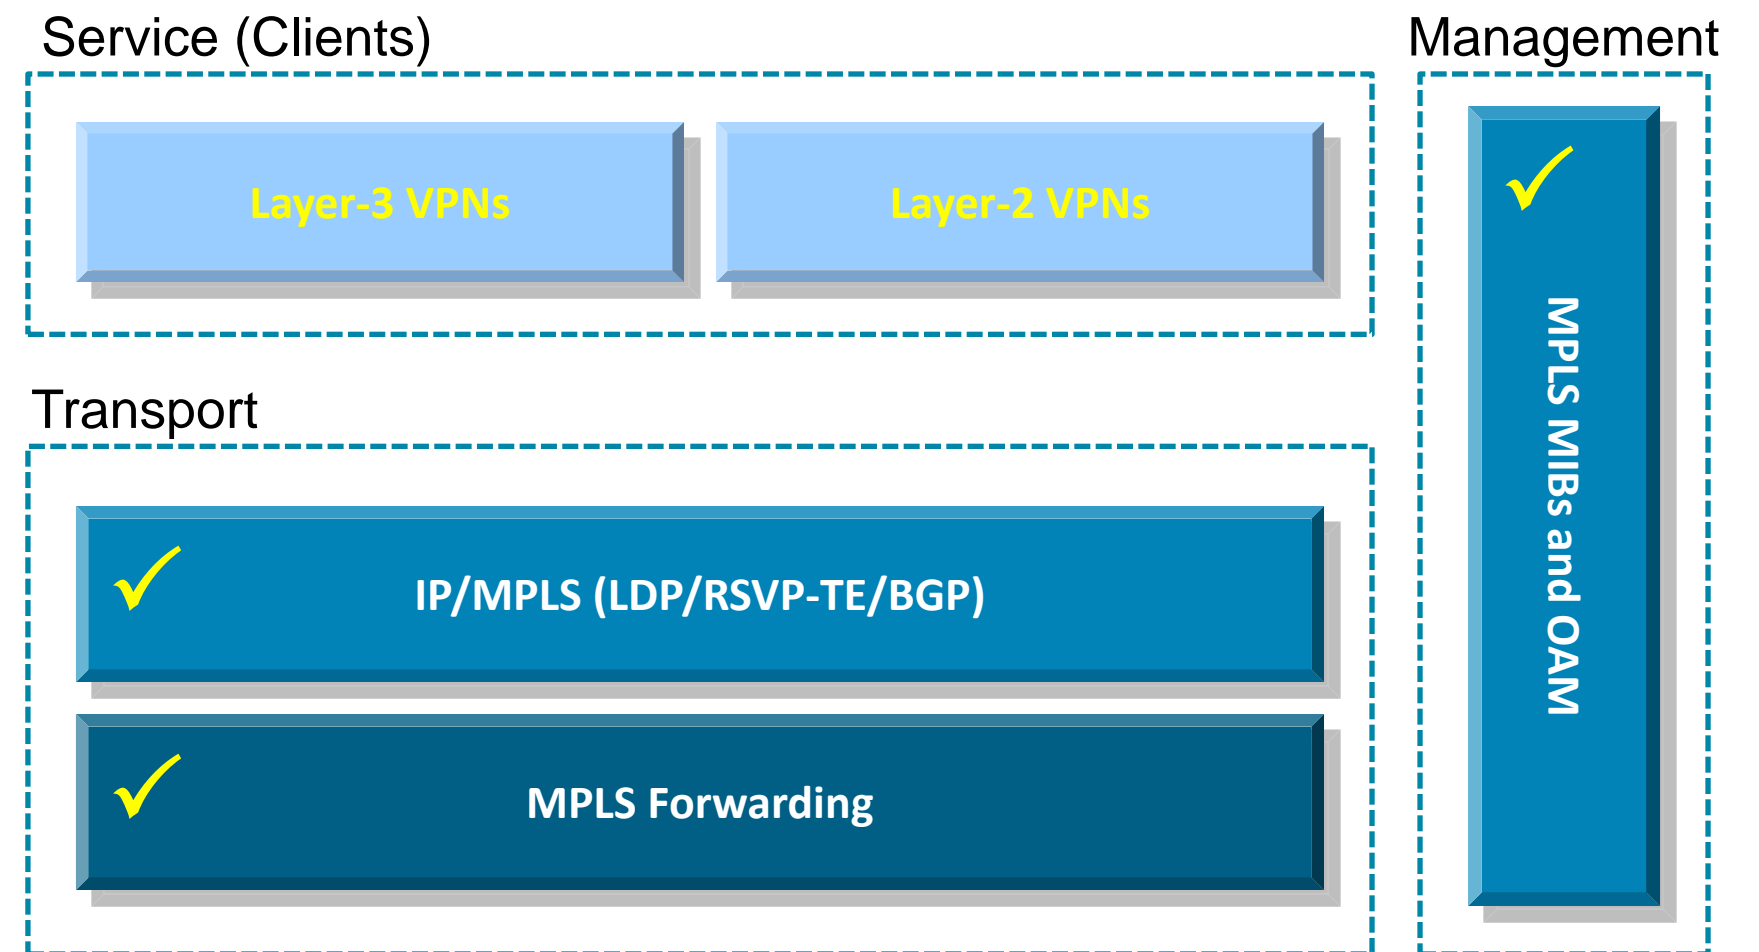 Service (Clients)
Management
Layer-3 VPNs
Layer-2 VPNs
MPLS MIBs and OAM
Transport
IP/MPLS (LDP/RSVP-TE/BGP)
MPLS Forwarding